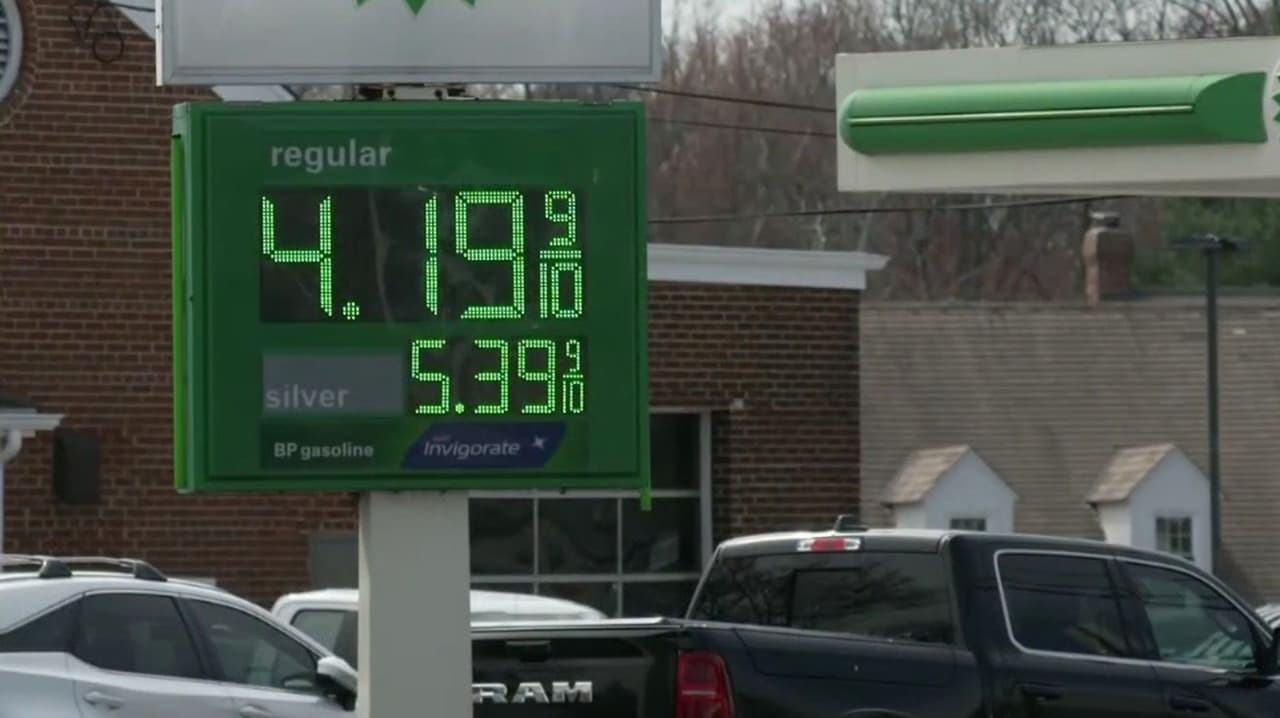 regular
4.19 9/10
silver 5.39 9/10
BP gasoline Invigorate
RAM